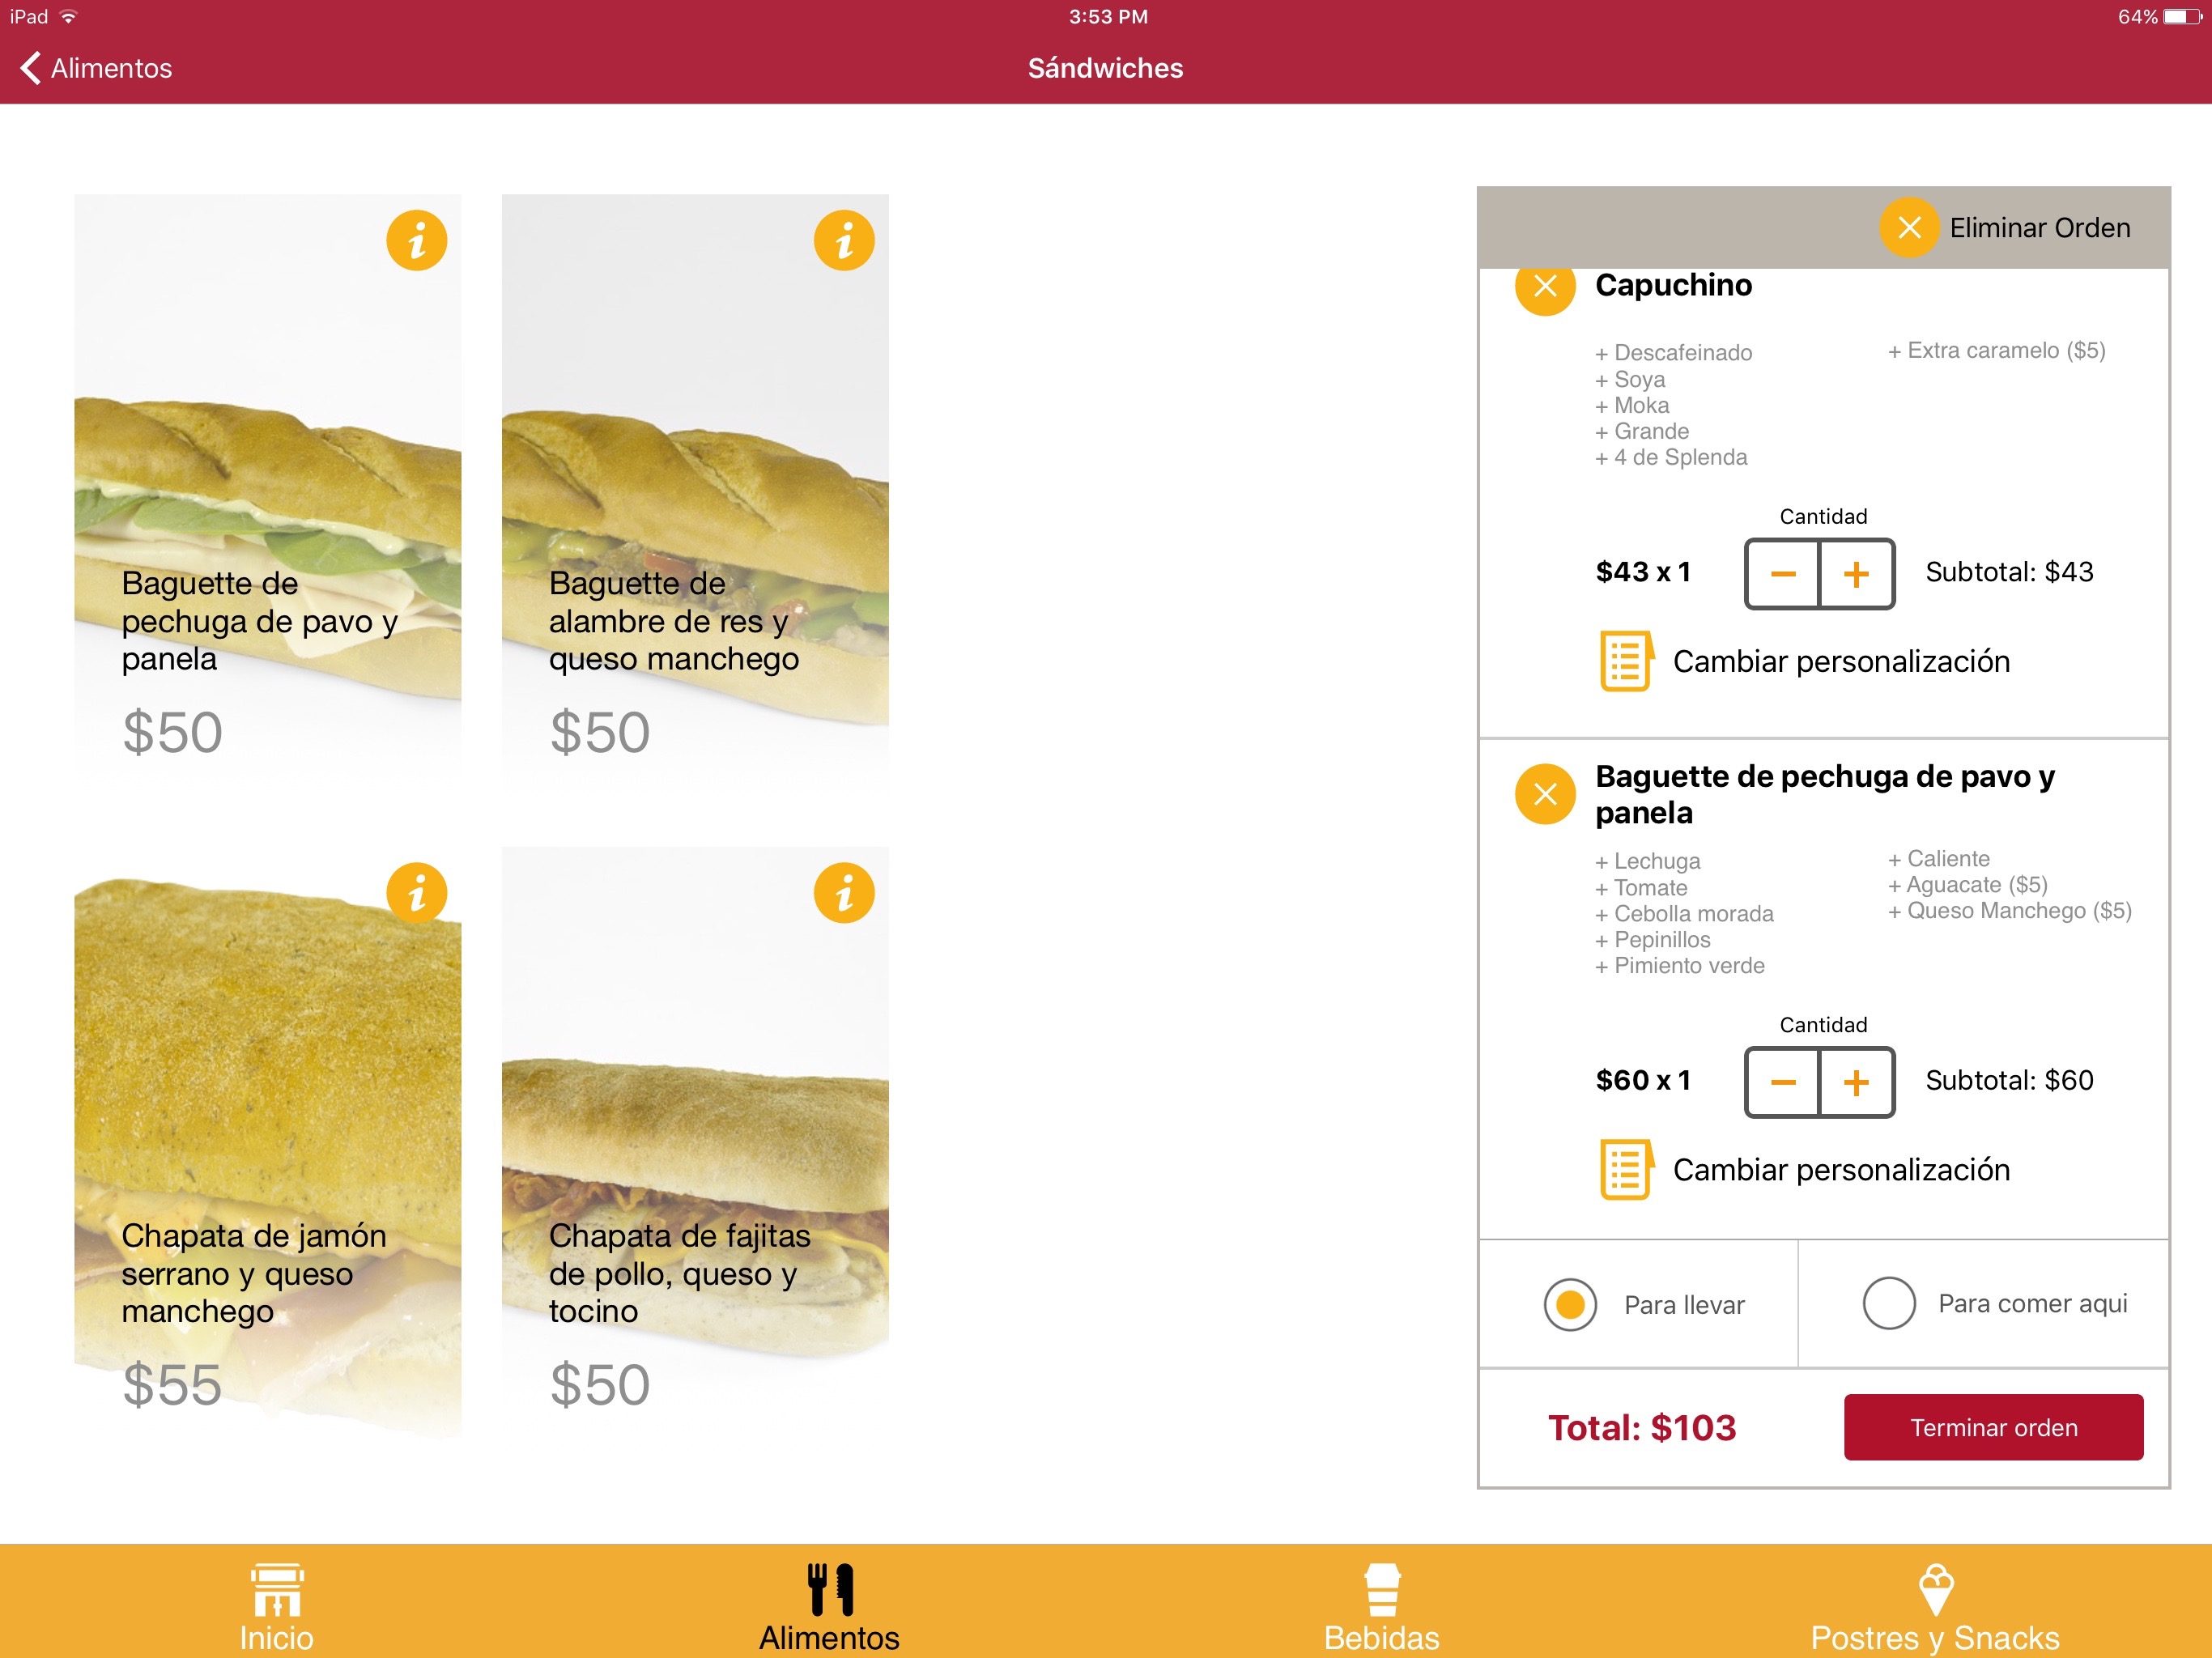 iPad
3:53 PM
64%
Alimentos
Sándwiches
Baguette de
pechuga de pavo y
panela
$50
Baguette de
alambre de res y
queso manchego
$50
Chapata de jamón
serrano y queso
manchego
$55
Chapata de fajitas
de pollo, queso y
tocino
$50
Eliminar Orden
Capuchino
+ Descafeinado
+ Soya
+ Moka
+ Grande
+ 4 de Splenda
+ Extra caramelo ($5)
Cantidad
$43 x 1
Subtotal: $43
Cambiar personalización
Baguette de pechuga de pavo y
panela
+ Lechuga
+ Tomate
+ Cebolla morada
+ Pepinillos
+ Pimiento verde
+ Caliente
+ Aguacate ($5)
+ Queso Manchego ($5)
Cantidad
$60 x 1
Subtotal: $60
Cambiar personalización
Para llevar
Para comer aqui
Total: $103
Terminar orden
Inicio
Alimentos
Bebidas
Postres y Snacks